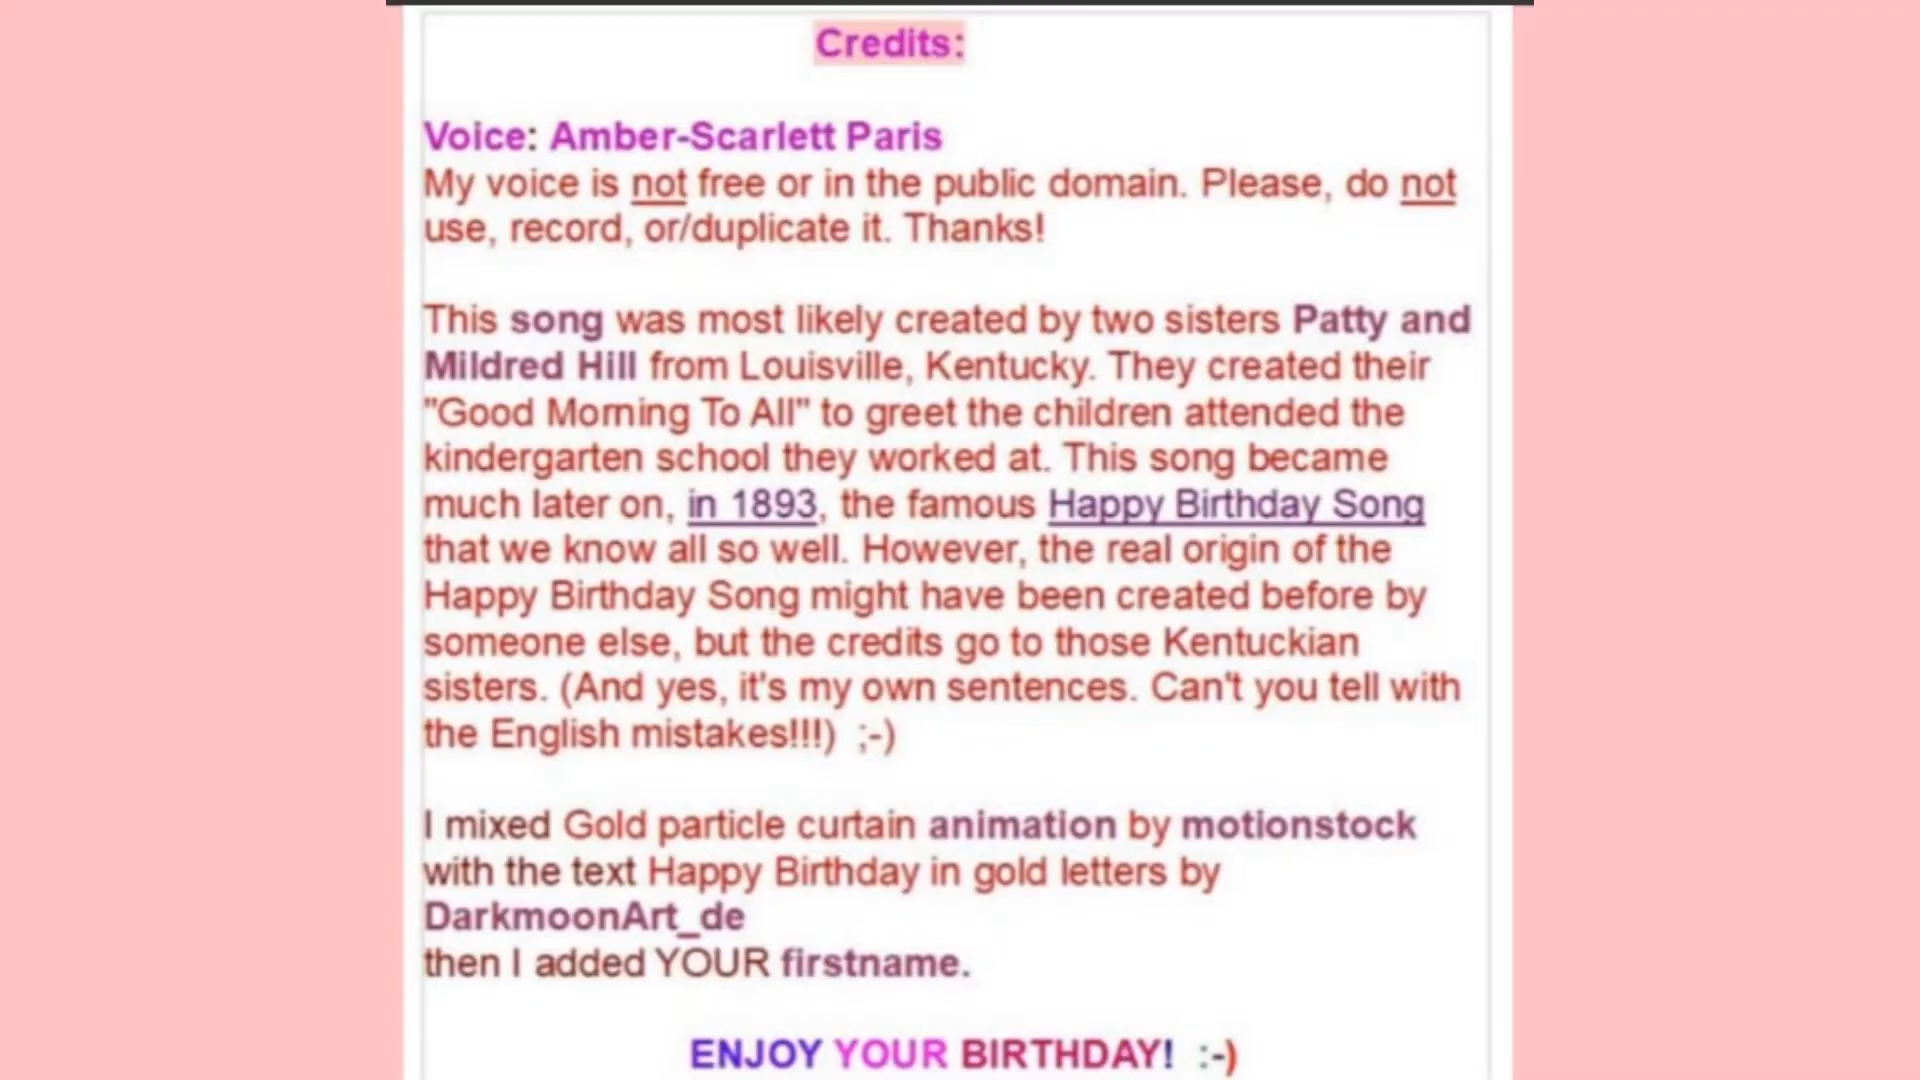 Credits:
Voice: Amber-Scarlett Paris
My voice is not free or in the public domain. Please, do not
use, record, or/duplicate it. Thanks!
This song was most likely created by two sisters Patty and
Mildred Hill from Louisville, Kentucky. They created their
"Good Morning To All" to greet the children attended the
kindergarten school they worked at. This song became
much later on, in 1893, the famous Happy Birthday Song
that we know all so well. However, the real origin of the
Happy Birthday Song might have been created before by
someone else, but the credits go to those Kentuckian
sisters. (And yes, it's my own sentences. Can't you tell with
the English mistakes!!!) ;-)
I mixed Gold particle curtain animation by motionstock
with the text Happy Birthday in gold letters by
DarkmoonArt_de
then I added YOUR firstname.
ENJOY YOUR BIRTHDAY! :-)